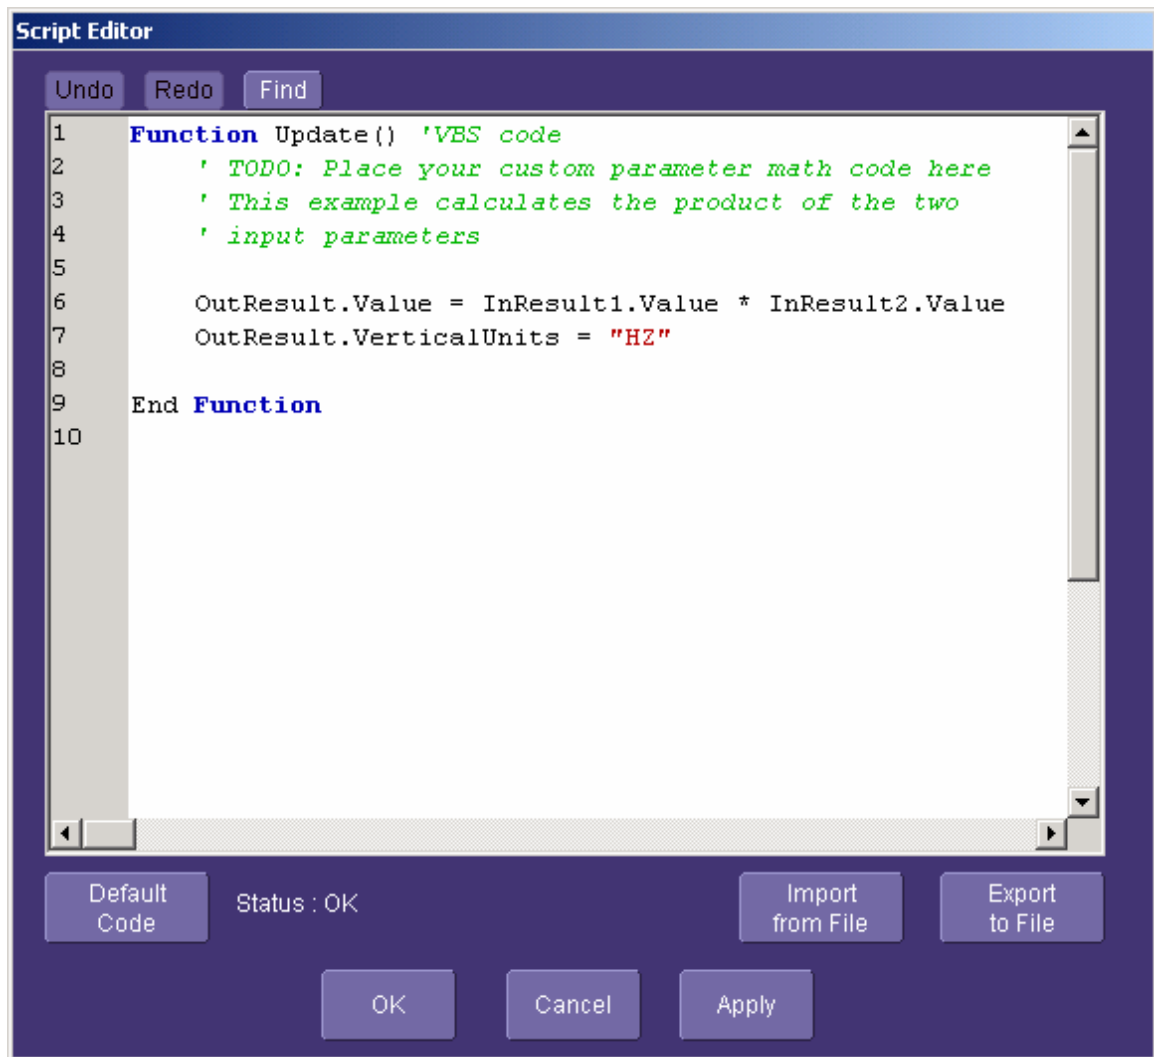 Script Editor
Undo Redo Find
1 Function Update() 'VBS code
2 ' TODO: Place your custom parameter math code here
3 ' This example calculates the product of the two
4 ' input parameters
5
6 OutResult.Value = InResult1.Value * InResult2.Value
7 OutResult.VerticalUnits = "HZ"
8
9 End Function
10
Default Code Status : OK Import from File Export to File
OK Cancel Apply